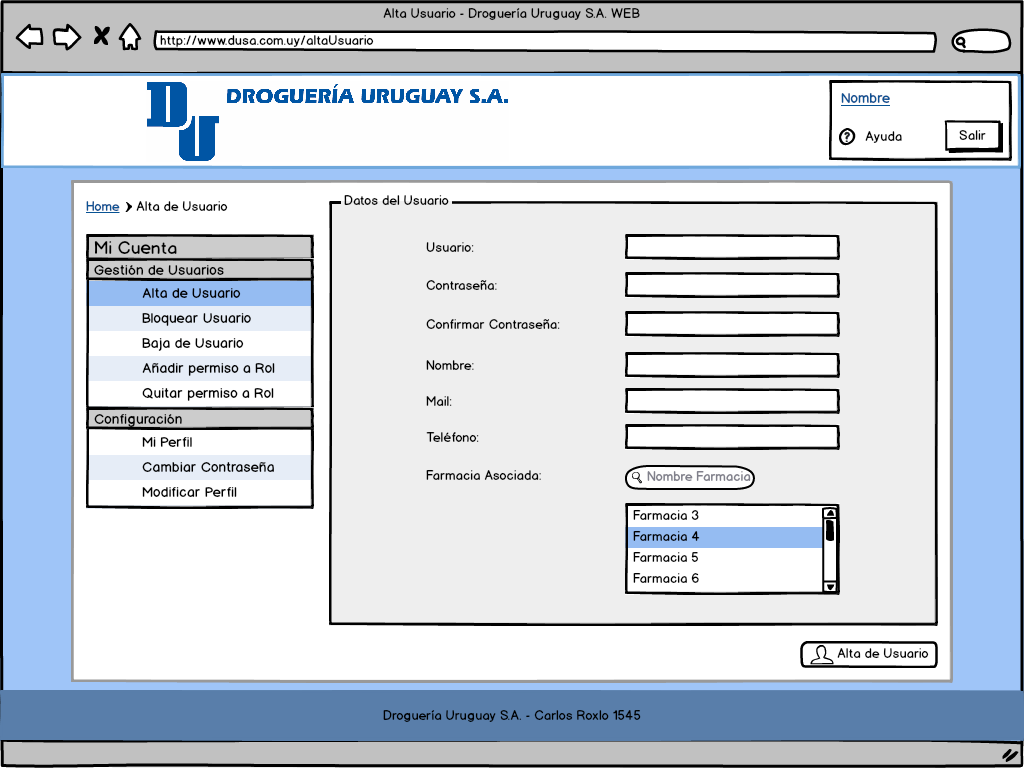 Alta Usuario - Droguería Uruguay S.A. WEB
http://www.dusa.com.uy/altaUsuario
DU
DROGUERÍA URUGUAY S.A.
Nombre
? Ayuda
Salir
Home > Alta de Usuario
Mi Cuenta
Gestión de Usuarios
Alta de Usuario
Bloquear Usuario
Baja de Usuario
Añadir permiso a Rol
Quitar permiso a Rol
Configuración
Mi Perfil
Cambiar Contraseña
Modificar Perfil
Datos del Usuario
Usuario:
Contraseña:
Confirmar Contraseña:
Nombre:
Mail:
Teléfono:
Farmacia Asociada:
Nombre Farmacia
Farmacia 3
Farmacia 4
Farmacia 5
Farmacia 6
Alta de Usuario
Droguería Uruguay S.A. - Carlos Roxlo 1545